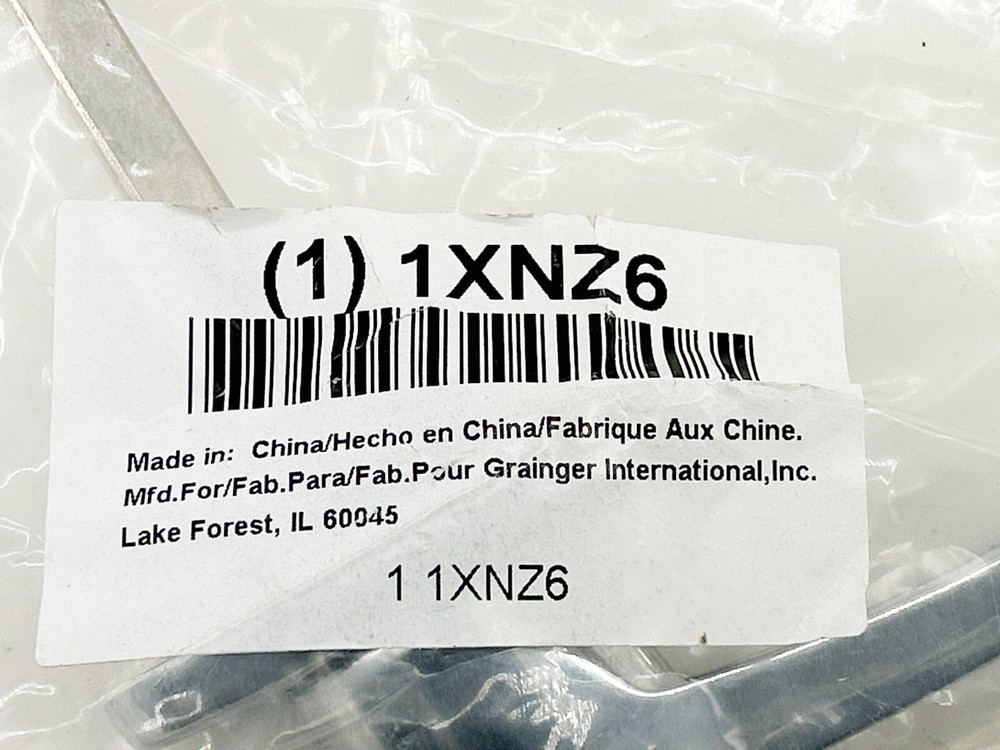 (1) 1XNZ6
Made in: China/Hecho en China/Fabrique Aux Chine.
Mfd.For/Fab.Para/Fab.Pour Grainger International,Inc.
Lake Forest, IL 60045
1 1XNZ6